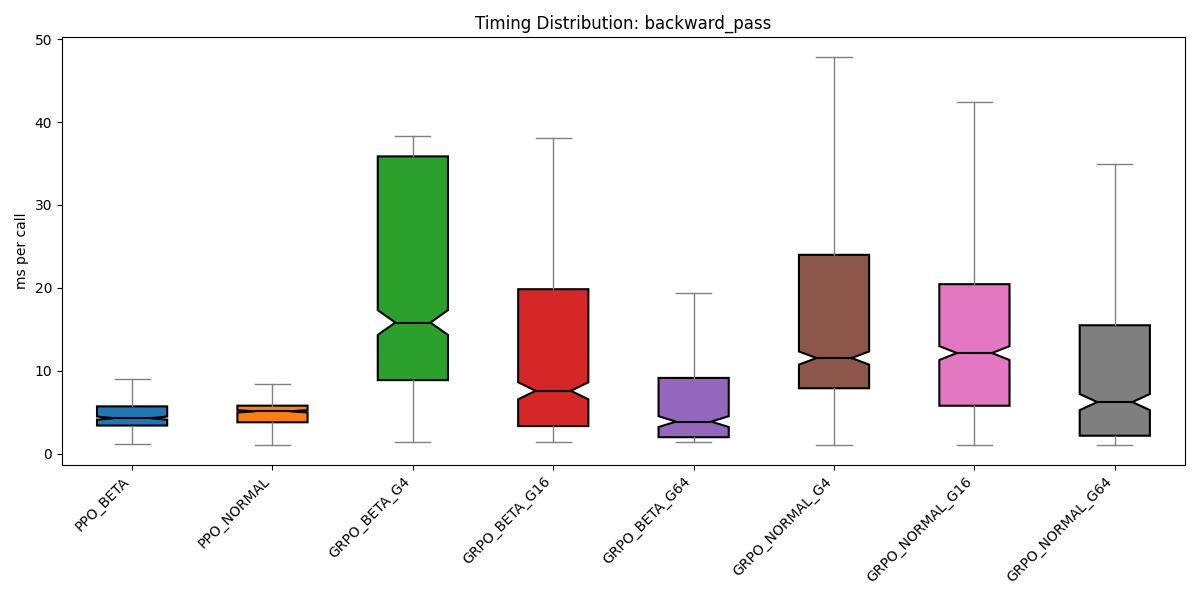 Timing Distribution: backward_pass
50
40
30
20
10
0
ms per call
PPO_BETA
PPO_NORMAL
GRPO_BETA_G4
GRPO_BETA_G16
GRPO_BETA_G64
GRPO_NORMAL_G4
GRPO_NORMAL_G16
GRPO_NORMAL_G64